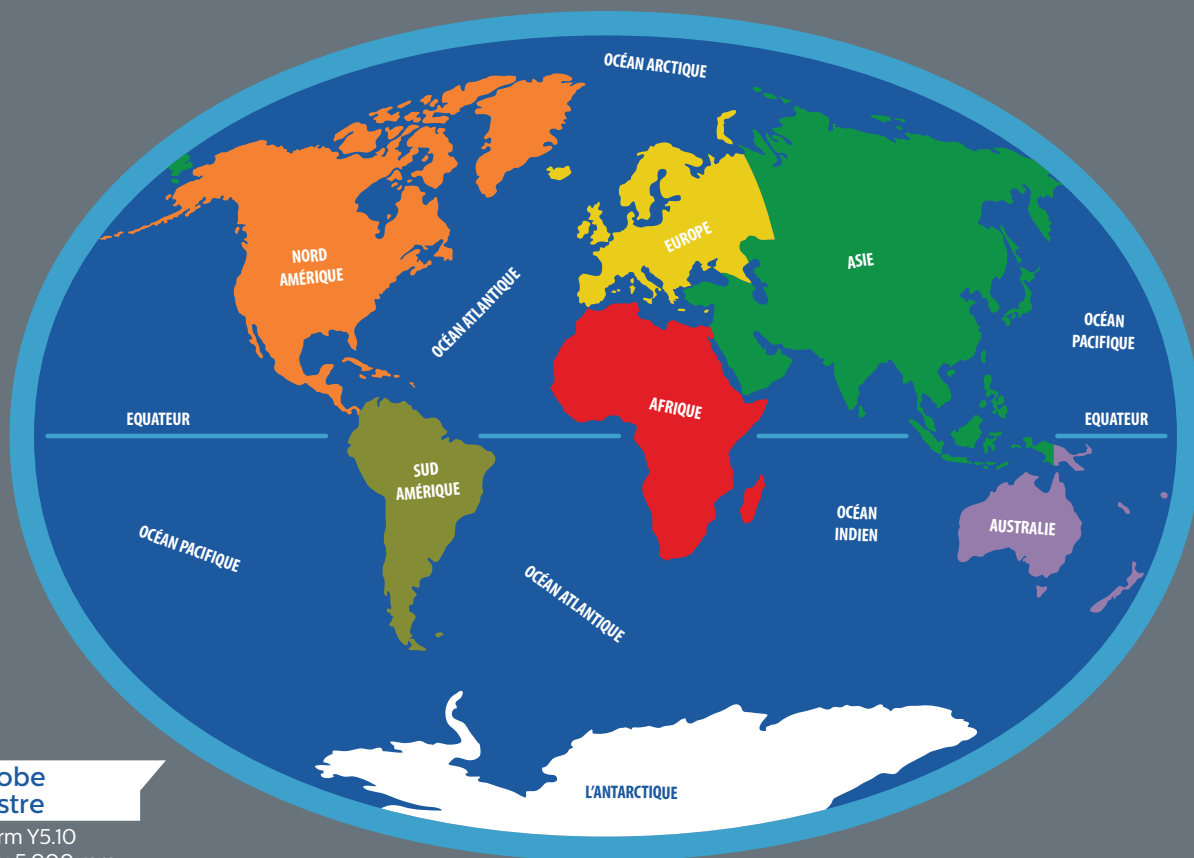 OCÉAN ARCTIQUE
NORD
AMÉRIQUE
EUROPE
ASIE
OCÉAN ATLANTIQUE
OCÉAN
PACIFIQUE
AFRIQUE
EQUATEUR
EQUATEUR
SUD
AMÉRIQUE
OCÉAN
INDIEN
AUSTRALIE
OCÉAN PACIFIQUE
OCÉAN ATLANTIQUE
L'ANTARCTIQUE
obe
stre
rm Y5.10